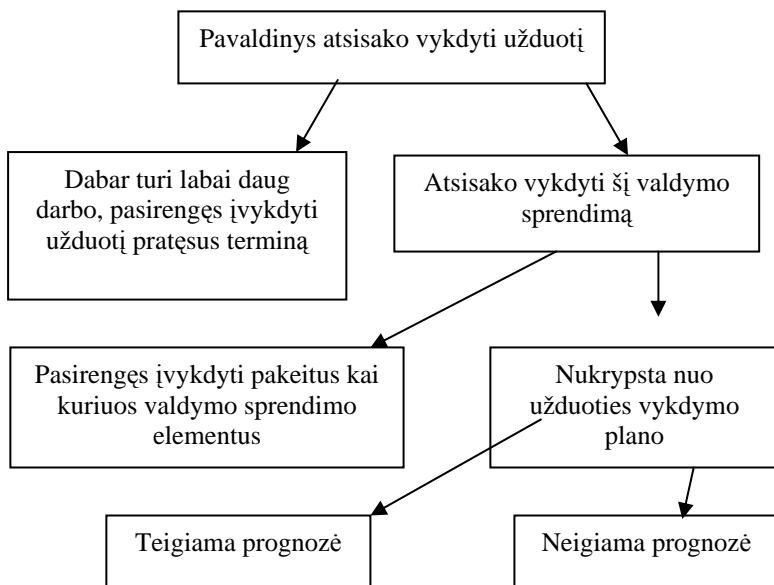 Pavaldinys atsisako vykdyti užduotį
Dabar turi labai daug
darbo, pasirengęs įvykdyti
užduotį pratęsus terminą
Atsisako vykdyti šį valdymo
sprendimą
Pasirengęs įvykdyti pakeitus kai
kuriuos valdymo sprendimo
elementus
Nukrypsta nuo
užduoties vykdymo
plano
Teigiama prognozė
Neigiama prognozė